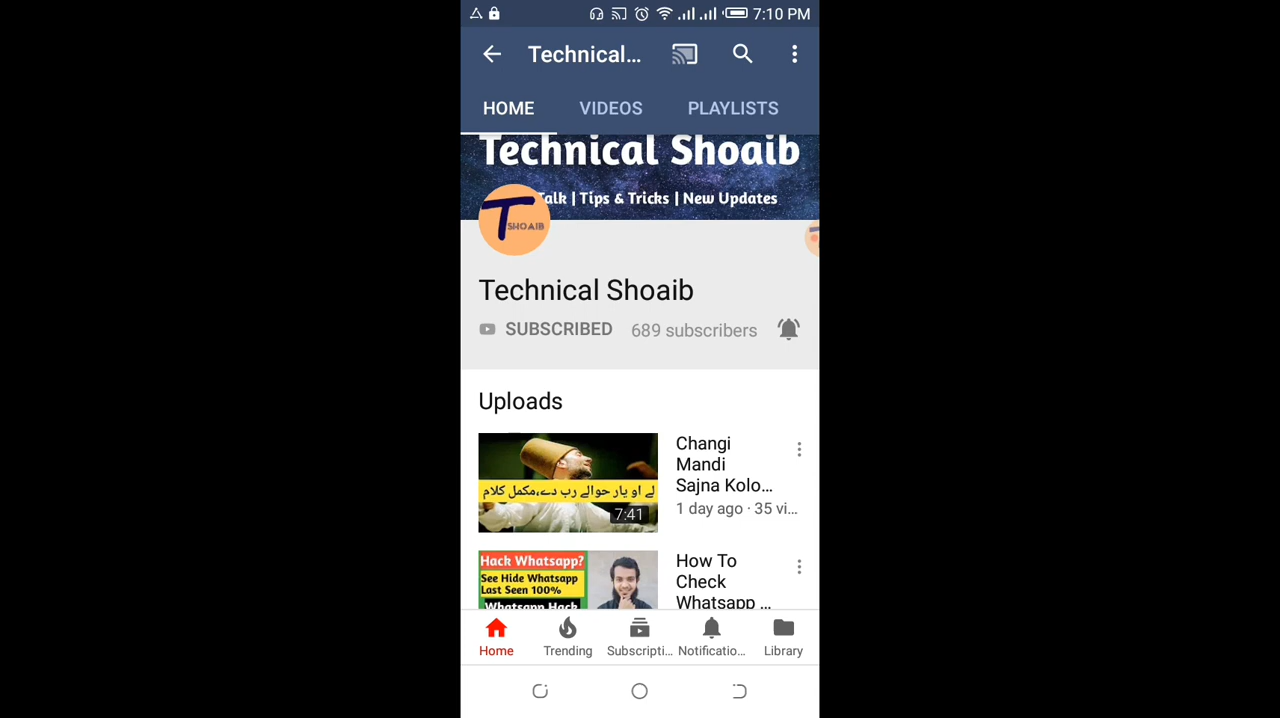 7:10 PM
Technical...
HOME VIDEOS PLAYLISTS
Technical Shoaib
Talk | Tips & Tricks | New Updates
T SHOAIB
Technical Shoaib
SUBSCRIBED 689 subscribers
Uploads
لے او یار حوالے رب دے،مکمل کلام
7:41
Changi
Mandi
Sajna Kolo...
1 day ago · 35 vi...
Hack Whatsapp?
See Hide Whatsapp
Last Seen 100%
Whatsapp Hack
How To
Check
Whatsapp ...
Home Trending Subscripti... Notificatio... Library